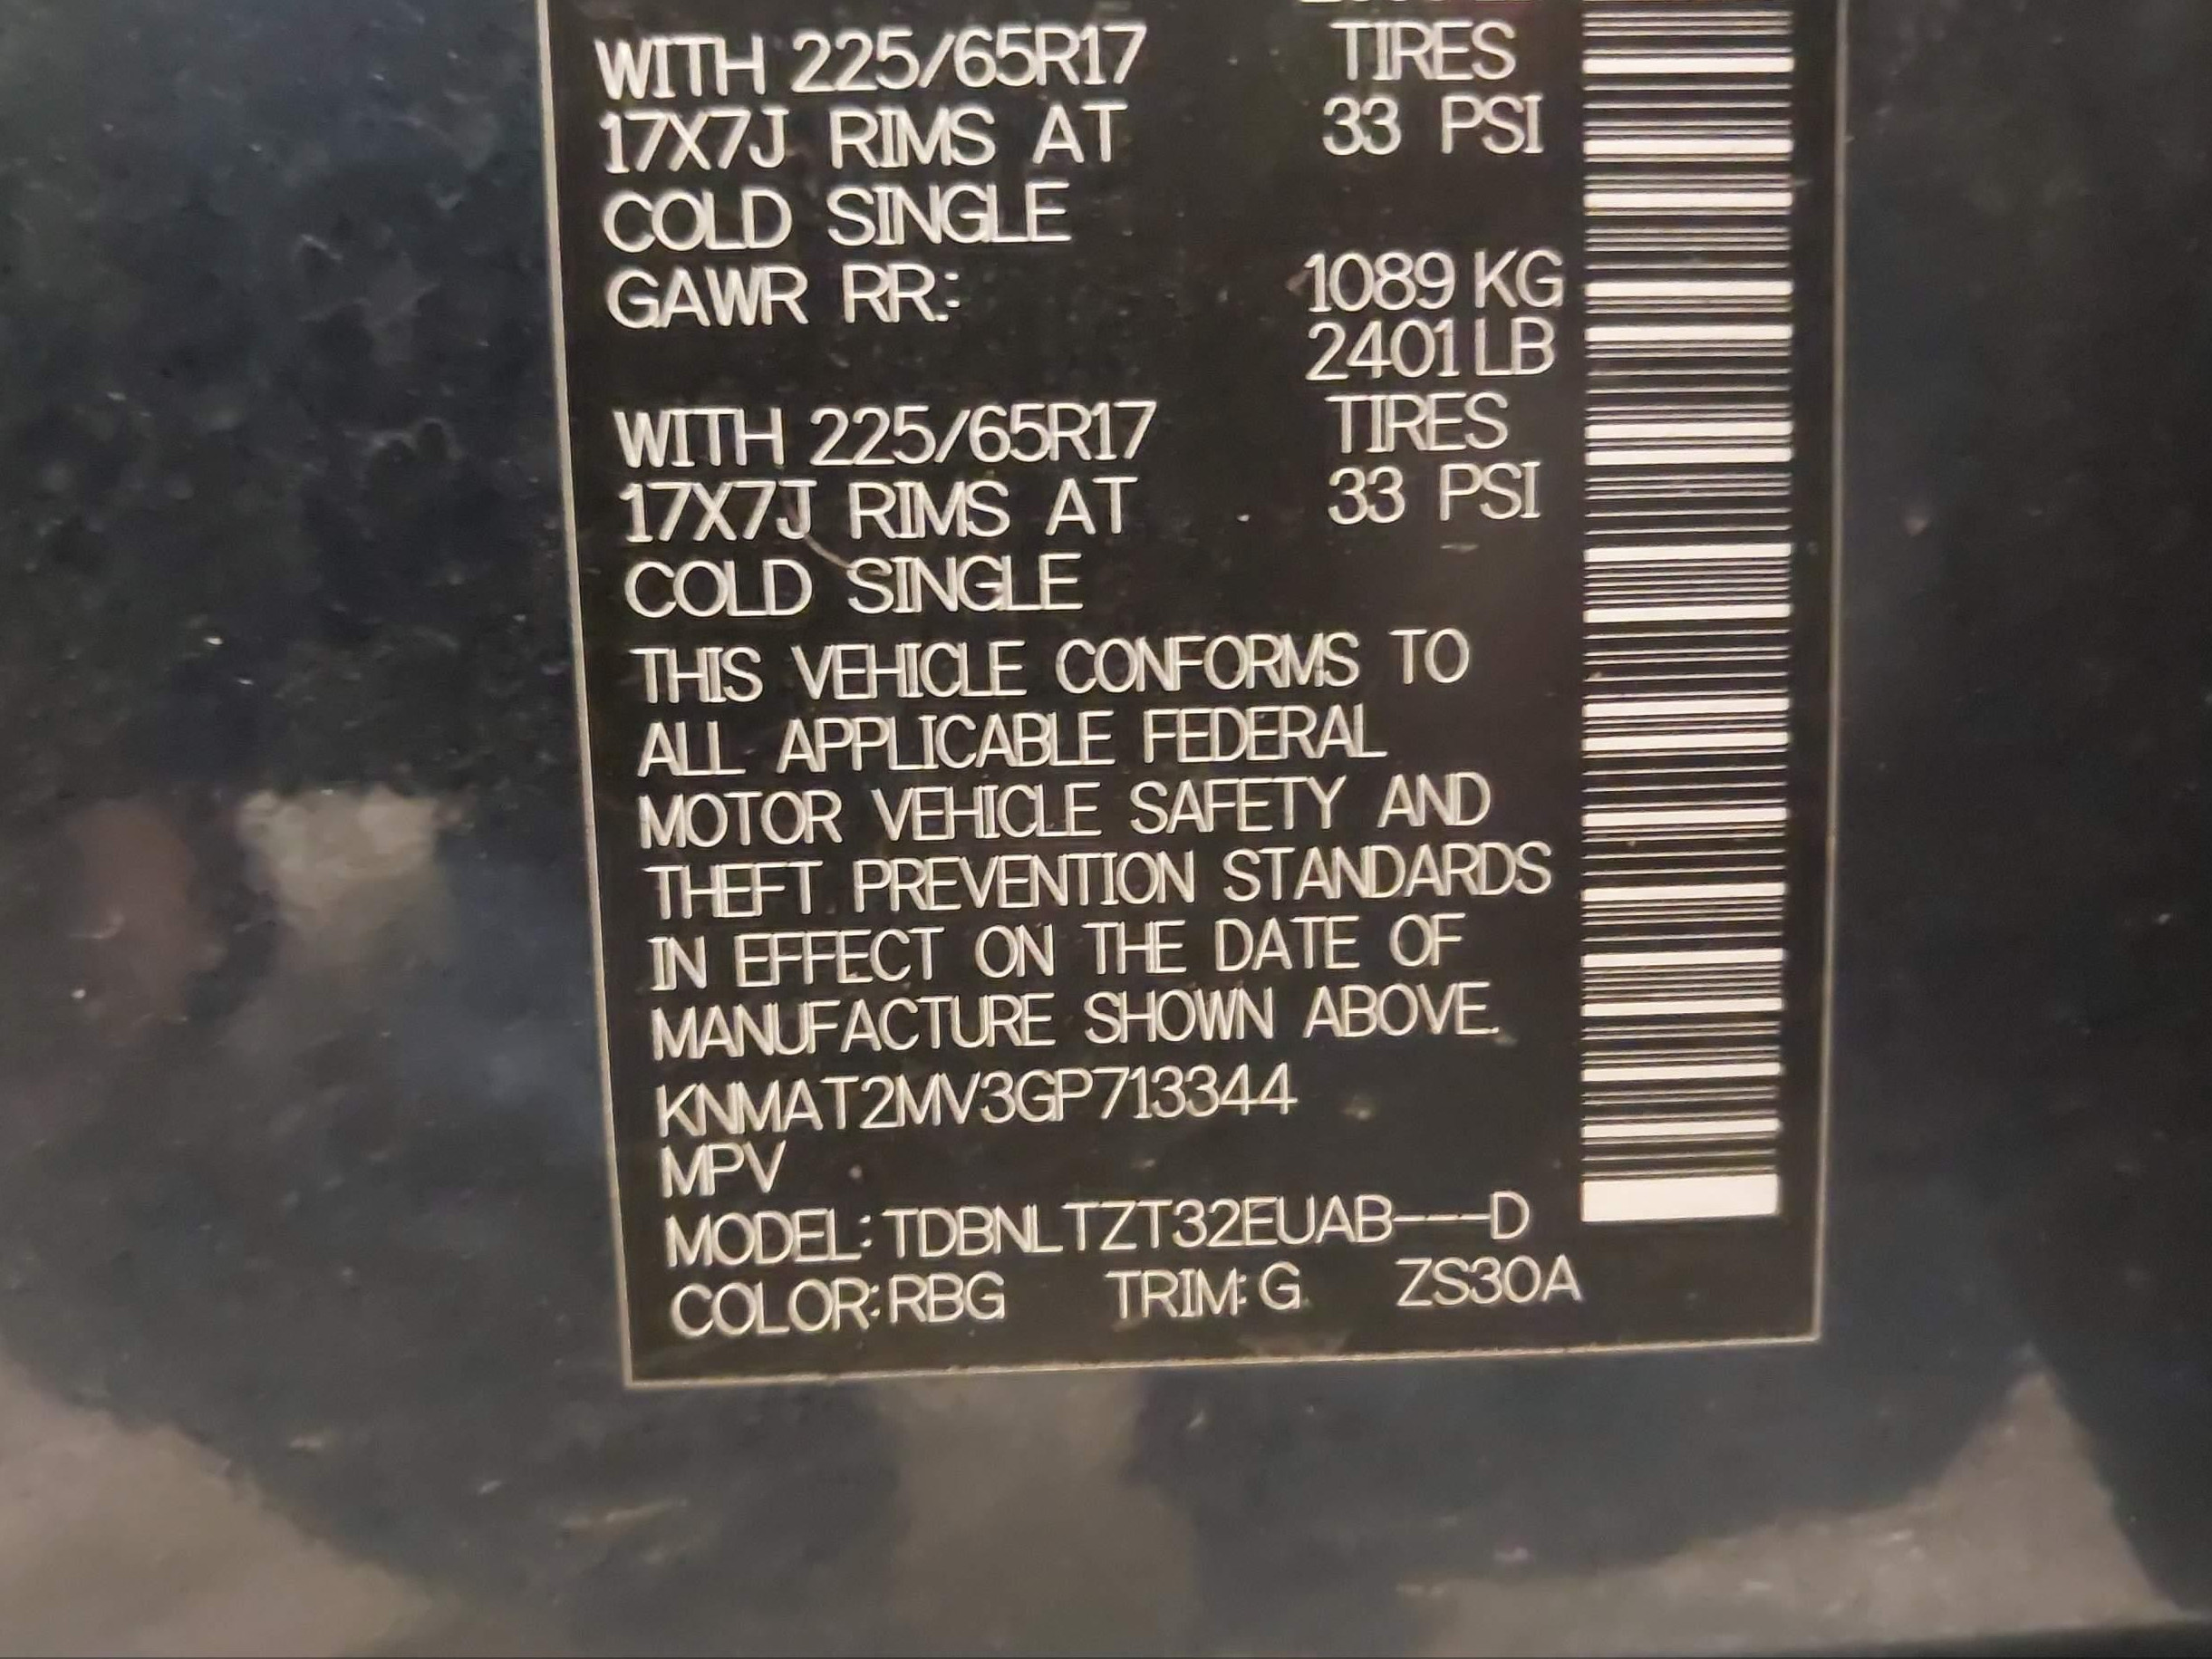 WITH 225/65R17 TIRES
17X7J RIMS AT 33 PSI
COLD SINGLE
GAWR RR: 1089 KG
2401 LB
WITH 225/65R17 TIRES
17X7J RIMS AT 33 PSI
COLD SINGLE
THIS VEHICLE CONFORMS TO
ALL APPLICABLE FEDERAL
MOTOR VEHICLE SAFETY AND
THEFT PREVENTION STANDARDS
IN EFFECT ON THE DATE OF
MANUFACTURE SHOWN ABOVE.
KNMAT2MV3GP713344
MPV
MODEL: TDBNLTZT32EUAB---D
COLOR: RBG TRIM: G ZS30A